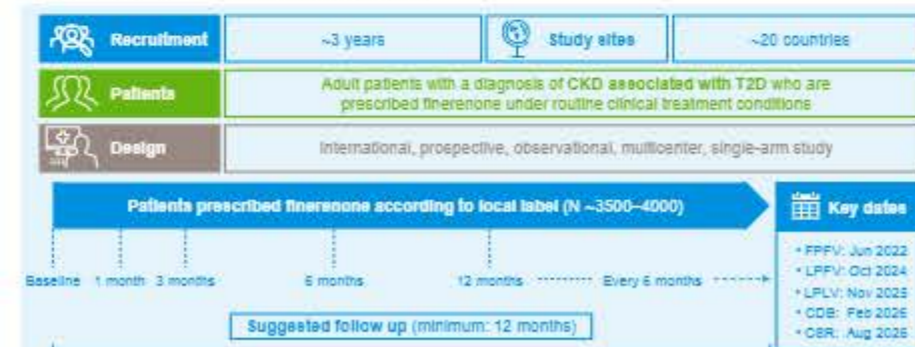 Recruitment
~3 years
Study sites
~20 countries
Patients
Adult patients with a diagnosis of CKD associated with T2D who are
prescribed finerenone under routine clinical treatment conditions
Design
International, prospective, observational, multicenter, single-arm study
Patients prescribed finerenone according to local label (N ~3500–4000)
Baseline 1 month 3 months 6 months 12 months Every 6 months
Suggested follow up (minimum: 12 months)
Key dates
• FPFV: Jun 2022
• LPFV: Oct 2024
• LPLV: Nov 2025
• CDB: Feb 2026
• CSR: Aug 2026